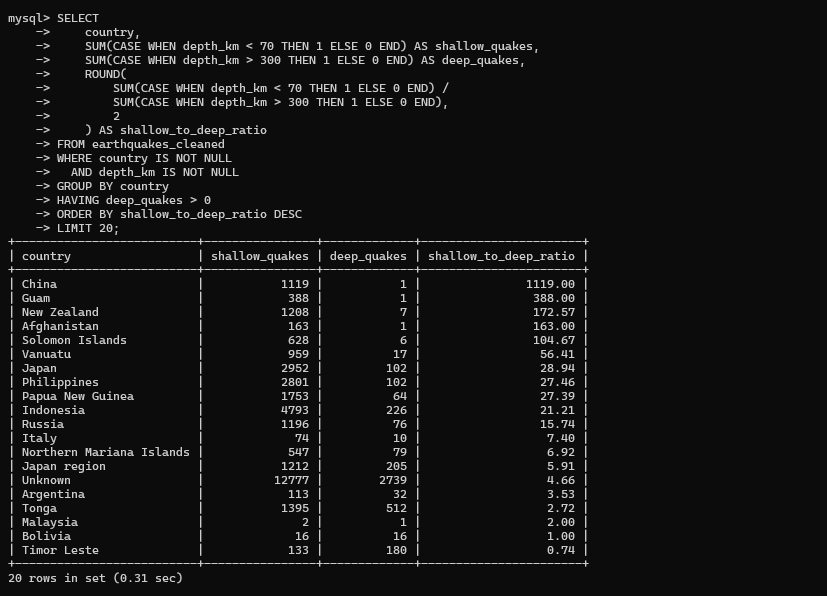 mysql> SELECT
    ->     country,
    ->     SUM(CASE WHEN depth_km < 70 THEN 1 ELSE 0 END) AS shallow_quakes,
    ->     SUM(CASE WHEN depth_km > 300 THEN 1 ELSE 0 END) AS deep_quakes,
    ->     ROUND(
    ->         SUM(CASE WHEN depth_km < 70 THEN 1 ELSE 0 END) /
    ->         SUM(CASE WHEN depth_km > 300 THEN 1 ELSE 0 END),
    ->         2
    ->     ) AS shallow_to_deep_ratio
    -> FROM earthquakes_cleaned
    -> WHERE country IS NOT NULL
    ->   AND depth_km IS NOT NULL
    -> GROUP BY country
    -> HAVING deep_quakes > 0
    -> ORDER BY shallow_to_deep_ratio DESC
    -> LIMIT 20;
+--------------------------+----------------+-------------+-----------------------+
| country                  | shallow_quakes | deep_quakes | shallow_to_deep_ratio |
+--------------------------+----------------+-------------+-----------------------+
| China                    |           1119 |           1 |               1119.00 |
| Guam                     |            388 |           1 |                388.00 |
| New Zealand              |           1208 |           7 |                172.57 |
| Afghanistan              |            163 |           1 |                163.00 |
| Solomon Islands          |            628 |           6 |                104.67 |
| Vanuatu                  |            959 |          17 |                 56.41 |
| Japan                    |           2952 |         102 |                 28.94 |
| Philippines              |           2801 |         102 |                 27.46 |
| Papua New Guinea         |           1753 |          64 |                 27.39 |
| Indonesia                |           4793 |         226 |                 21.21 |
| Russia                   |           1196 |          76 |                 15.74 |
| Italy                    |             74 |          10 |                  7.40 |
| Northern Mariana Islands |            547 |          79 |                  6.92 |
| Japan region             |           1212 |         205 |                  5.91 |
| Unknown                  |          12777 |        2739 |                  4.66 |
| Argentina                |            113 |          32 |                  3.53 |
| Tonga                    |           1395 |         512 |                  2.72 |
| Malaysia                 |              2 |           1 |                  2.00 |
| Bolivia                  |             16 |          16 |                  1.00 |
| Timor Leste              |            133 |         180 |                  0.74 |
+--------------------------+----------------+-------------+-----------------------+
20 rows in set (0.31 sec)